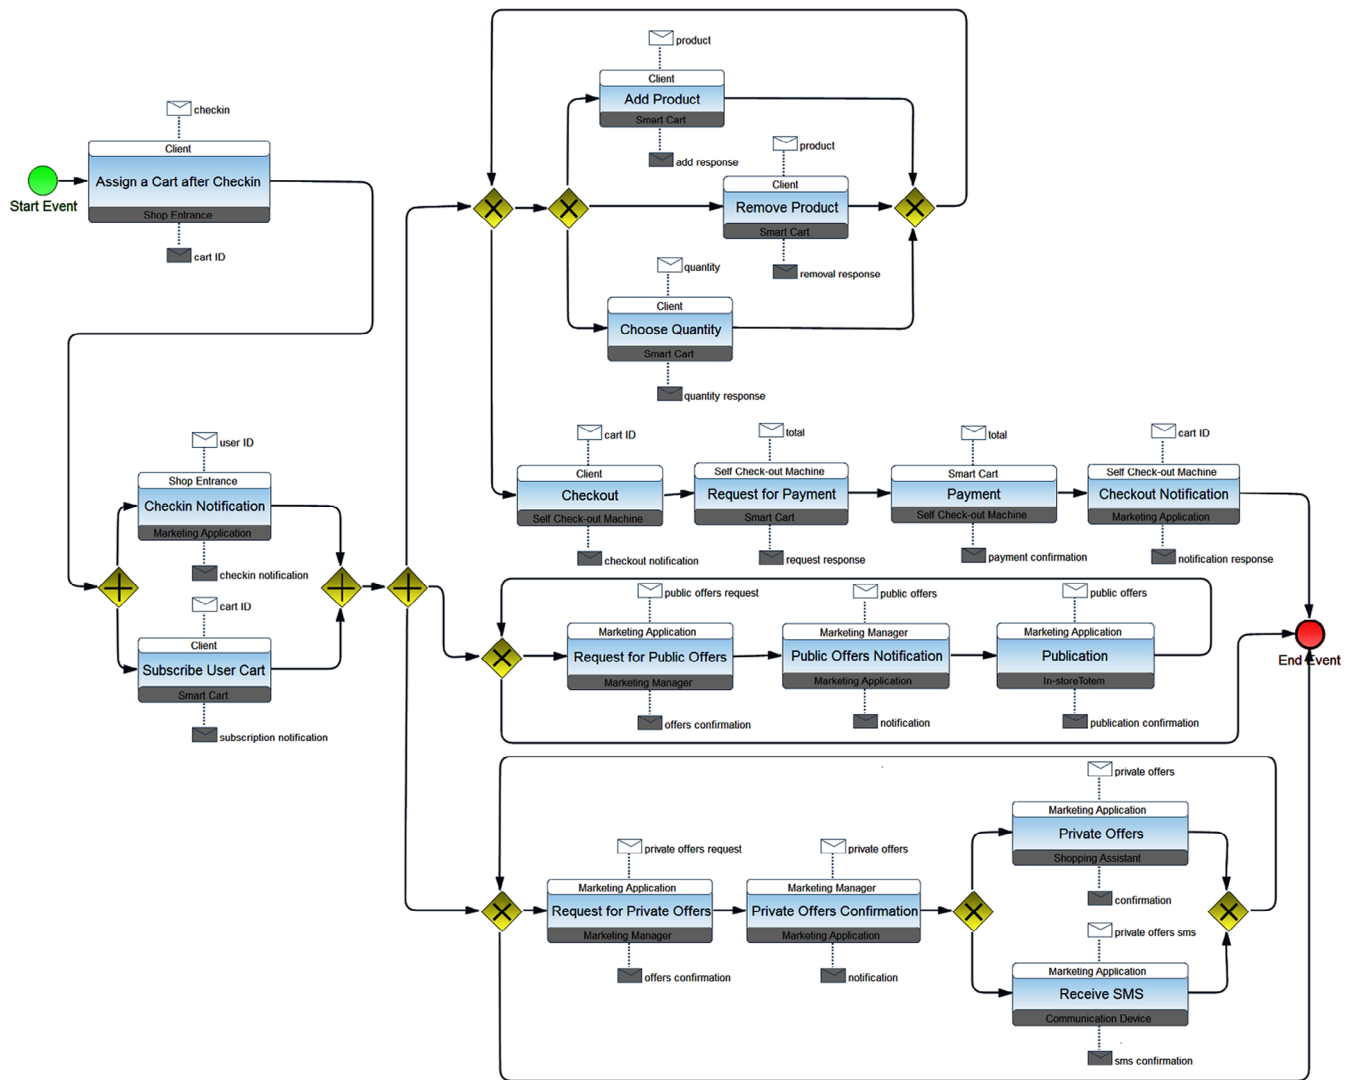 checkin
Client
Assign a Cart after Checkin
Shop Entrance
cart ID
Start Event
product
Client
Add Product
Smart Cart
add response
product
Client
Remove Product
Smart Cart
removal response
quantity
Client
Choose Quantity
Smart Cart
quantity response
user ID
Shop Entrance
Checkin Notification
Marketing Application
checkin notification
cart ID
Client
Subscribe User Cart
Smart Cart
subscription notification
cart ID
Client
Checkout
Self Check-out Machine
checkout notification
total
Self Check-out Machine
Request for Payment
Smart Cart
request response
total
Smart Cart
Payment
Self Check-out Machine
payment confirmation
cart ID
Self Check-out Machine
Checkout Notification
Marketing Application
notification response
public offers request
Marketing Application
Request for Public Offers
Marketing Manager
offers confirmation
public offers
Marketing Manager
Public Offers Notification
Marketing Application
notification
public offers
Marketing Application
Publication
In-storeTotem
publication confirmation
End Event
private offers request
Marketing Application
Request for Private Offers
Marketing Manager
offers confirmation
private offers
Marketing Manager
Private Offers Confirmation
Marketing Application
notification
private offers
Marketing Application
Private Offers
Shopping Assistant
confirmation
private offers sms
Marketing Application
Receive SMS
Communication Device
sms confirmation